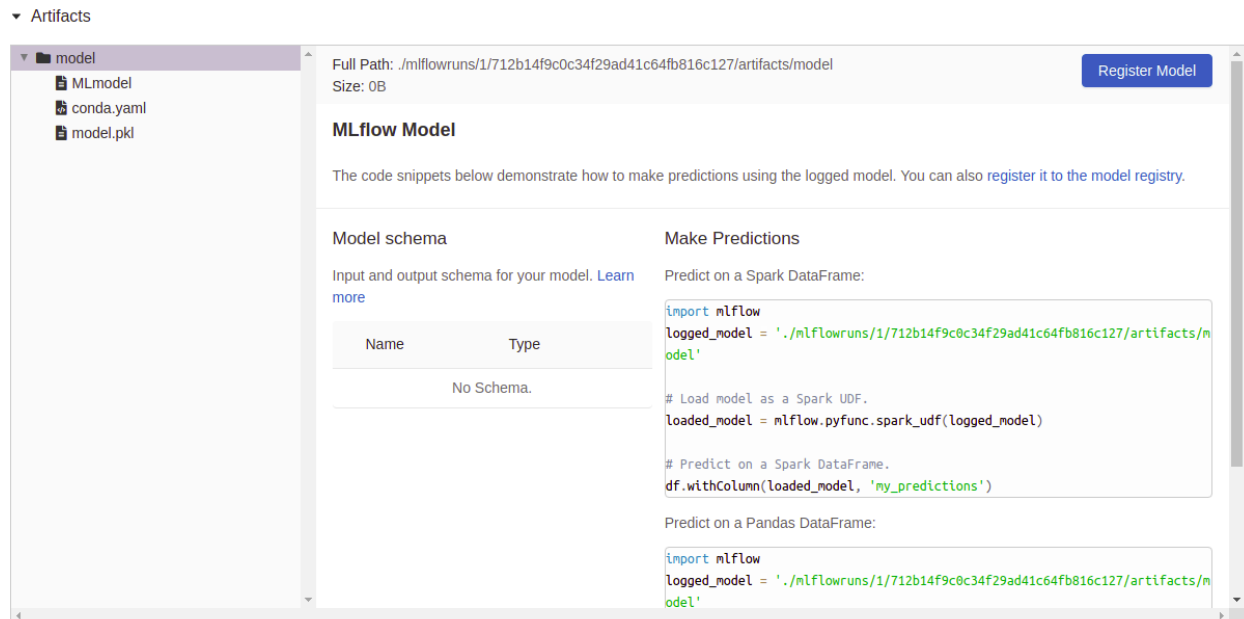 Artifacts
model
MLmodel
conda.yaml
model.pkl
Full Path: ./mlflowruns/1/712b14f9c0c34f29ad41c64fb816c127/artifacts/model
Size: 0B
Register Model
MLflow Model
The code snippets below demonstrate how to make predictions using the logged model. You can also register it to the model registry.
Model schema
Input and output schema for your model. Learn
more
Name Type
No Schema.
Make Predictions
Predict on a Spark DataFrame:
import mlflow
logged_model = './mlflowruns/1/712b14f9c0c34f29ad41c64fb816c127/artifacts/m
odel'
# Load model as a Spark UDF.
loaded_model = mlflow.pyfunc.spark_udf(logged_model)
# Predict on a Spark DataFrame.
df.withColumn(loaded_model, 'my_predictions')
Predict on a Pandas DataFrame:
import mlflow
logged_model = './mlflowruns/1/712b14f9c0c34f29ad41c64fb816c127/artifacts/m
odel'